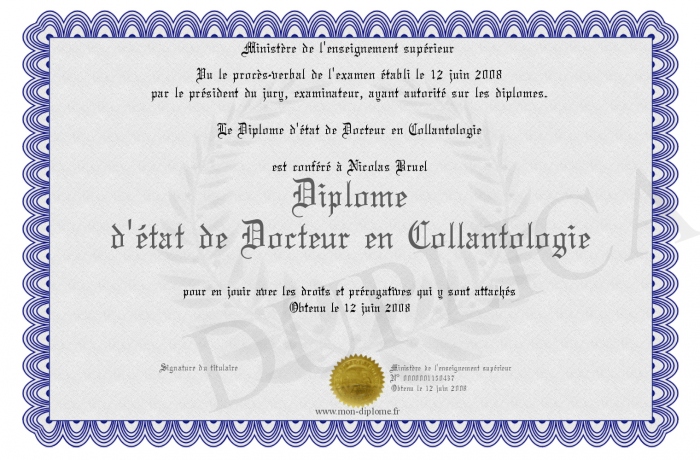 Ministère de l'enseignement supérieur
Vu le procès-verbal de l'examen établi le 12 juin 2008
par le président du jury, examinateur, ayant autorité sur les diplomes.
Le Diplome d'état de Docteur en Collantologie
est conféré à Nicolas Bruel
Diplome
d'état de Docteur en Collantologie
DUPLICA
pour en jouir avec les droits et prérogatives qui y sont attachés
Obtenu le 12 juin 2008
Signature du titulaire
Ministère de l'enseignement supérieur
N°
Obtenu le 12 juin 2008
www.mon-diplome.fr